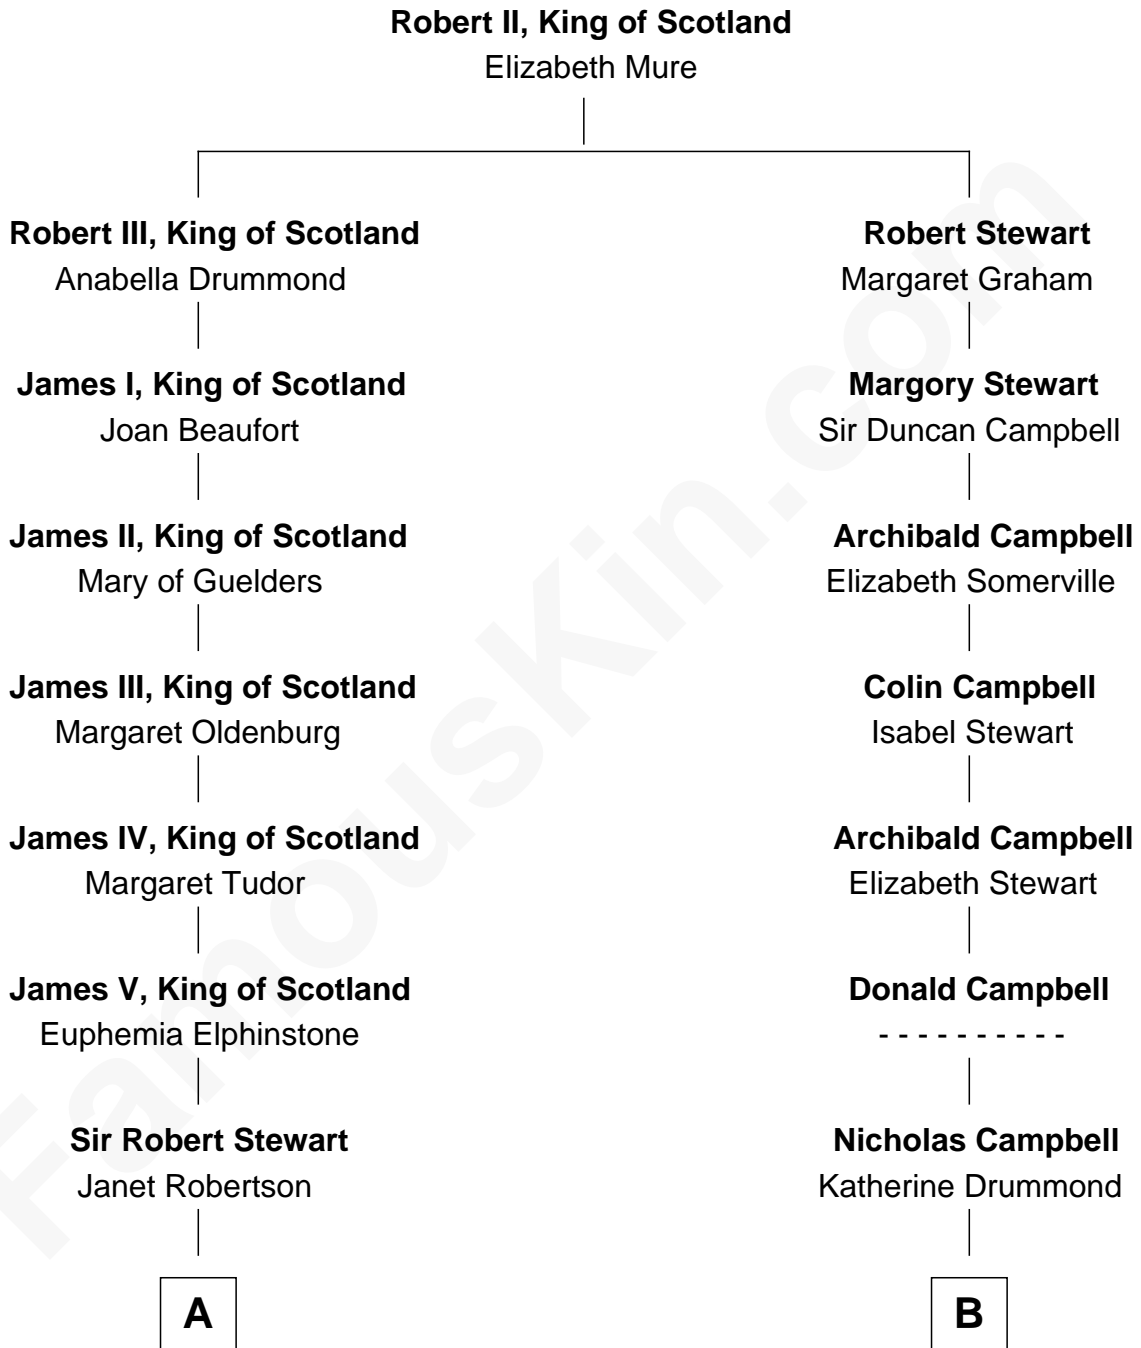 Robert II, King of Scotland
Elizabeth Mure
Robert III, King of Scotland
Anabella Drummond
Robert Stewart
Margaret Graham
James I, King of Scotland
Joan Beaufort
Margory Stewart
Sir Duncan Campbell
James II, King of Scotland
Mary of Guelders
Archibald Campbell
Elizabeth Somerville
James III, King of Scotland
Margaret Oldenburg
Colin Campbell
Isabel Stewart
James IV, King of Scotland
Margaret Tudor
Archibald Campbell
Elizabeth Stewart
James V, King of Scotland
Euphemia Elphinstone
Donald Campbell
- - - - - - - - - -
Sir Robert Stewart
Janet Robertson
Nicholas Campbell
Katherine Drummond
A
B
FamousKin.com